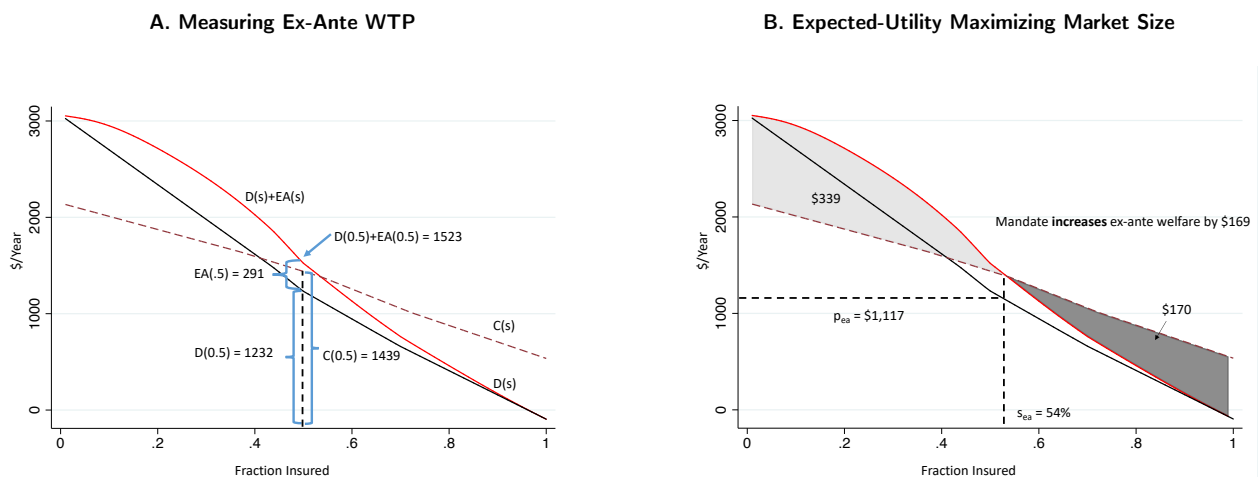 A. Measuring Ex-Ante WTP
3000
2000
1000
0
$/Year
D(s)+EA(s)
D(0.5)+EA(0.5) = 1523
EA(.5) = 291
D(0.5) = 1232
C(0.5) = 1439
C(s)
D(s)
0
.2
.4
.6
.8
1
Fraction Insured
B. Expected-Utility Maximizing Market Size
3000
2000
1000
0
$/Year
$339
Mandate increases ex-ante welfare by $169
pea = $1,117
$170
sea = 54%
0
.2
.4
.6
.8
1
Fraction Insured